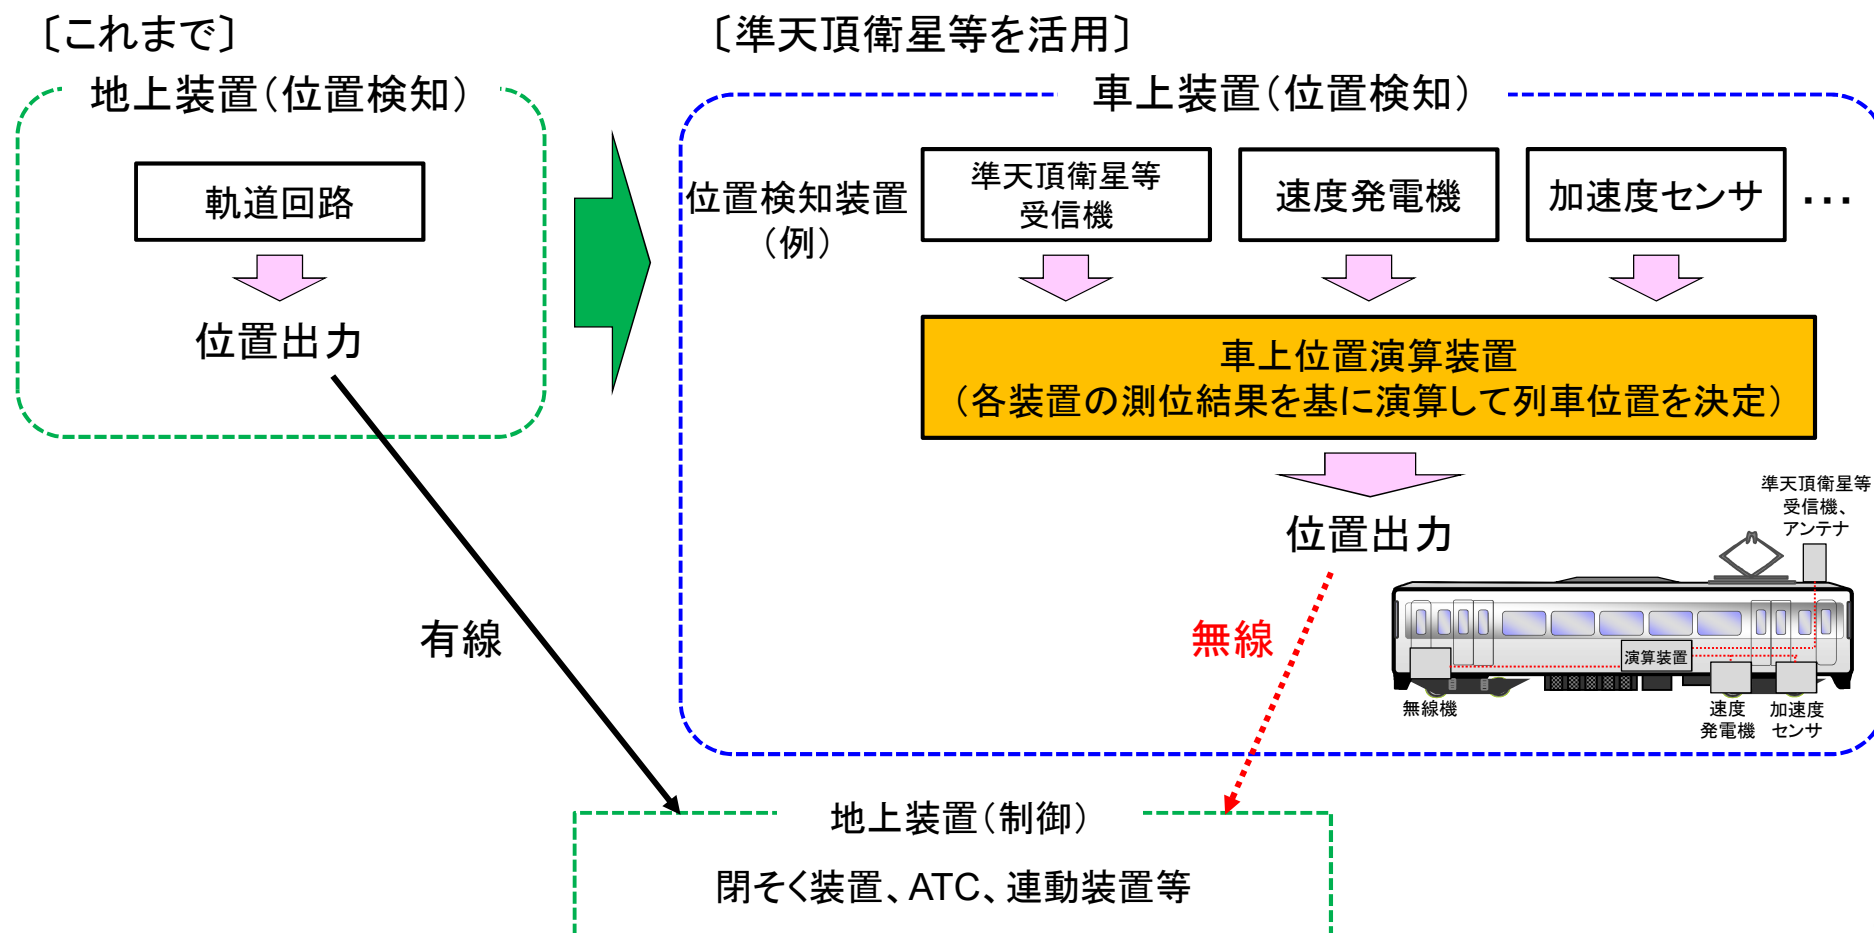 〔これまで〕
地上装置（位置検知）
軌道回路
位置出力
有線
〔準天頂衛星等を活用〕
車上装置（位置検知）
位置検知装置
（例）
準天頂衛星等
受信機
速度発電機
加速度センサ
･･･
車上位置演算装置
（各装置の測位結果を基に演算して列車位置を決定）
位置出力
無線
準天頂衛星等
受信機、
アンテナ
演算装置
無線機
速度
発電機
加速度
センサ
地上装置（制御）
閉そく装置、ATC、連動装置等